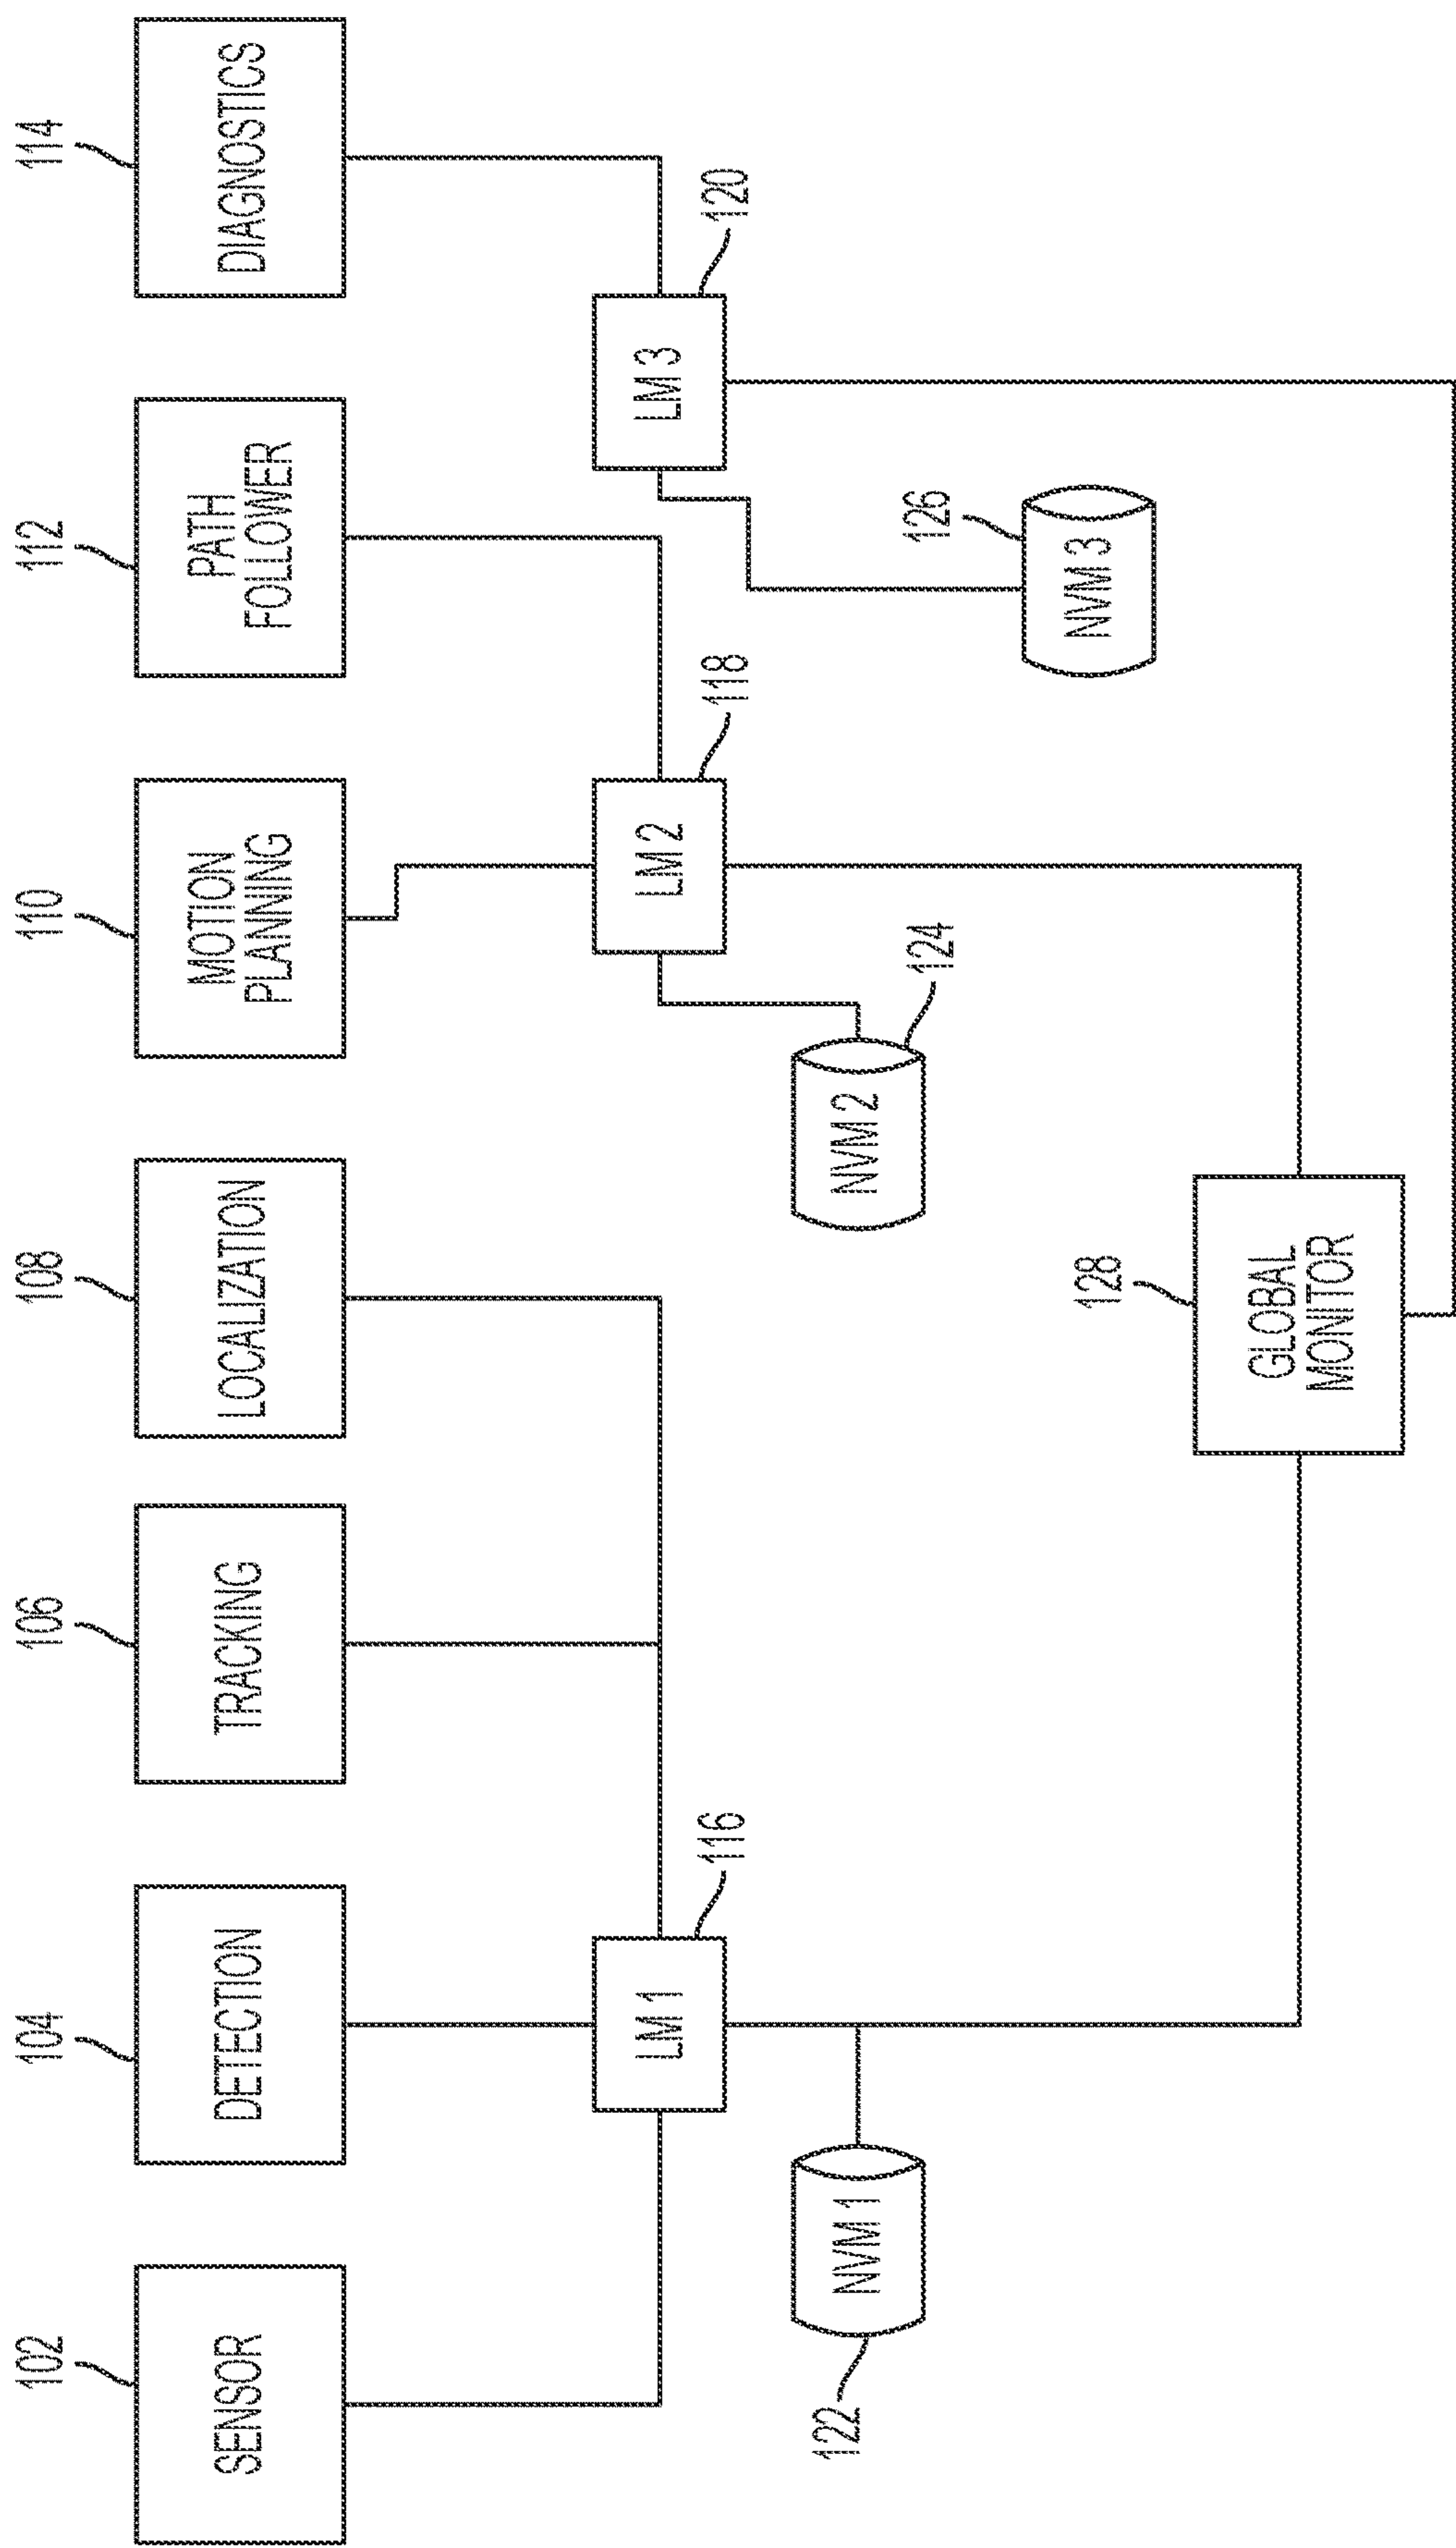 102
104
106
108
110
112
114
SENSOR
DETECTION
TRACKING
LOCALIZATION
MOTION
PLANNING
PATH
FOLLOWER
DIAGNOSTICS
LM 1
116
LM 2
118
LM 3
120
122
NVM 1
NVM 2
124
NVM 3
126
128
GLOBAL
MONITOR